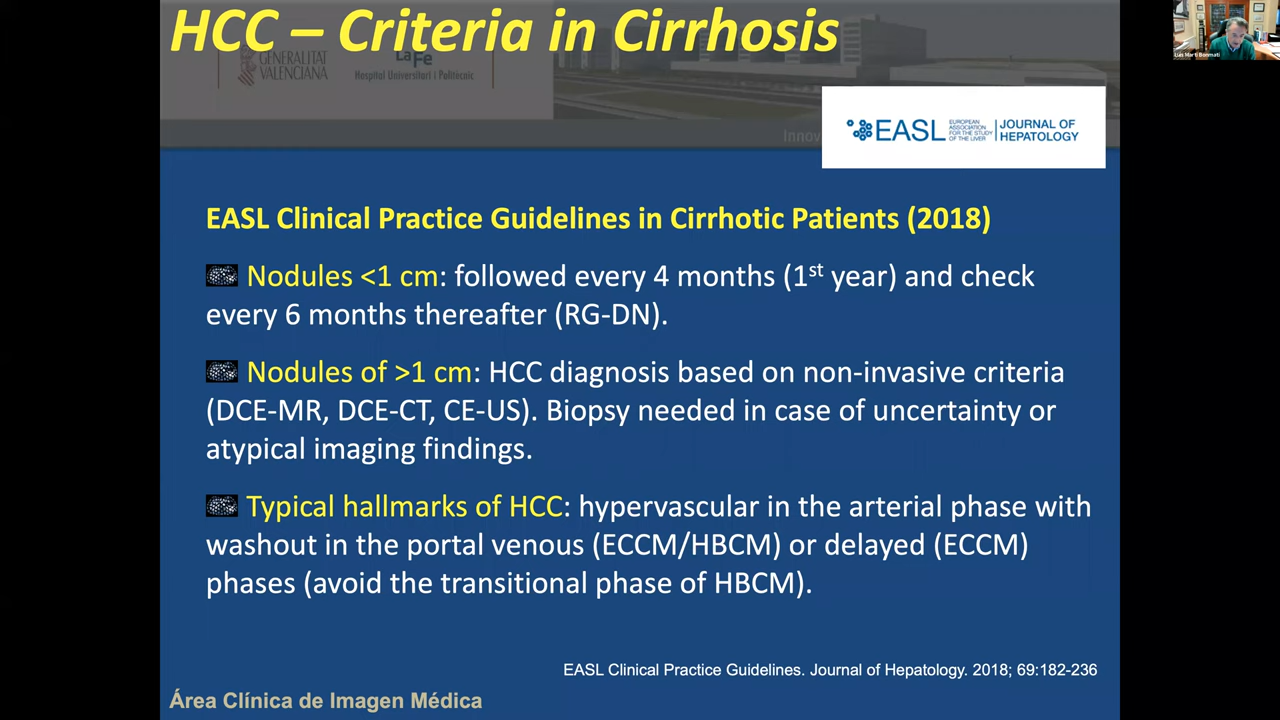 HCC – Criteria in Cirrhosis
GENERALITAT
VALENCIANA
La Fe
Hospital Universitari i Politècnic
Innov
EASL
EUROPEAN
ASSOCIATION
FOR THE STUDY
OF THE LIVER
JOURNAL OF
HEPATOLOGY
Luis Martí Bonmatí
EASL Clinical Practice Guidelines in Cirrhotic Patients (2018)
Nodules <1 cm: followed every 4 months (1st year) and check
every 6 months thereafter (RG-DN).
Nodules of >1 cm: HCC diagnosis based on non-invasive criteria
(DCE-MR, DCE-CT, CE-US). Biopsy needed in case of uncertainty or
atypical imaging findings.
Typical hallmarks of HCC: hypervascular in the arterial phase with
washout in the portal venous (ECCM/HBCM) or delayed (ECCM)
phases (avoid the transitional phase of HBCM).
EASL Clinical Practice Guidelines. Journal of Hepatology. 2018; 69:182-236
Área Clínica de Imagen Médica